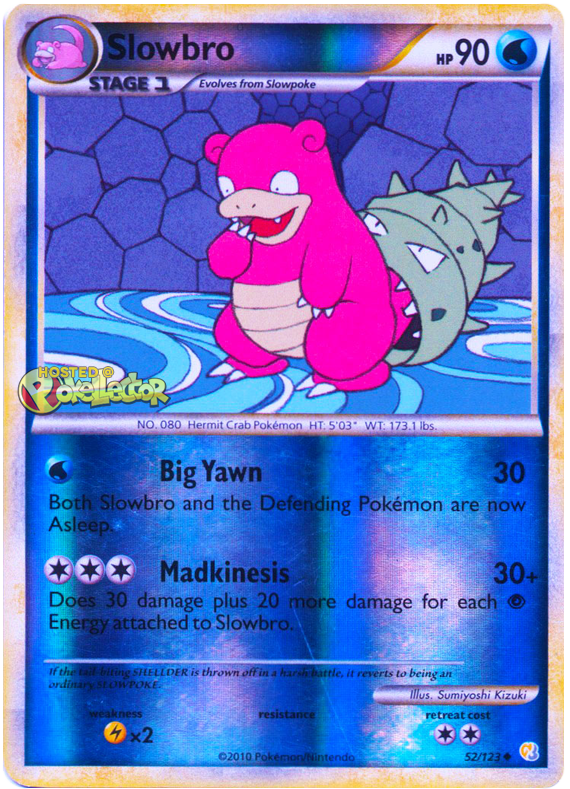 Slowbro
HP 90
STAGE 1
Evolves from Slowpoke
HOSTED @
Pokellector
NO. 080 Hermit Crab Pokémon HT: 5'03" WT: 173.1 lbs.
Big Yawn 30
Both Slowbro and the Defending Pokémon are now
Asleep.
Madkinesis 30+
Does 30 damage plus 20 more damage for each
Energy attached to Slowbro.
If the tail-biting SHELLDER is thrown off in a harsh battle, it reverts to being an
ordinary SLOWPOKE.
Illus. Sumiyoshi Kizuki
weakness resistance retreat cost
×2
©2010 Pokémon/Nintendo
52/123